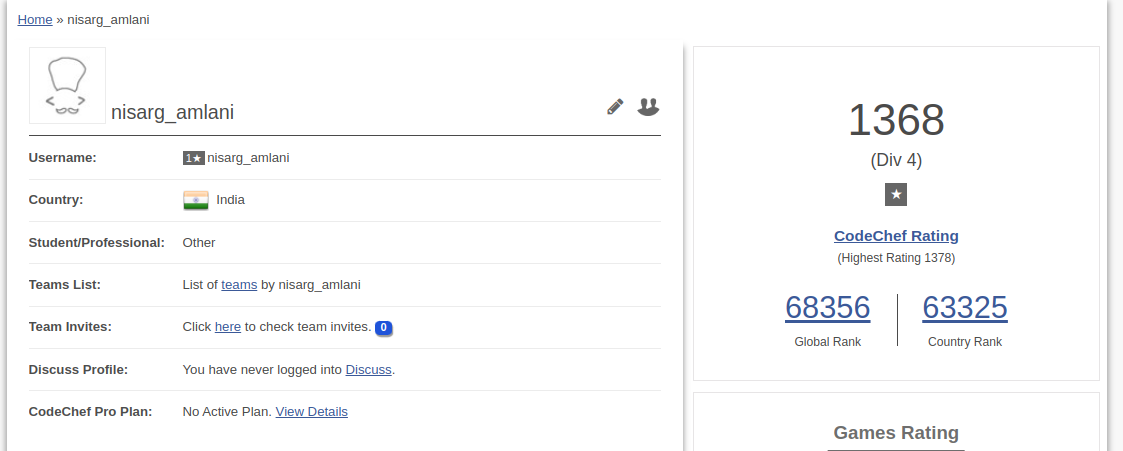 Home » nisarg_amlani
nisarg_amlani
Username: 1★ nisarg_amlani
Country: India
Student/Professional: Other
Teams List: List of teams by nisarg_amlani
Team Invites: Click here to check team invites. 0
Discuss Profile: You have never logged into Discuss.
CodeChef Pro Plan: No Active Plan. View Details
1368
(Div 4)
★
CodeChef Rating
(Highest Rating 1378)
68356 63325
Global Rank Country Rank
Games Rating